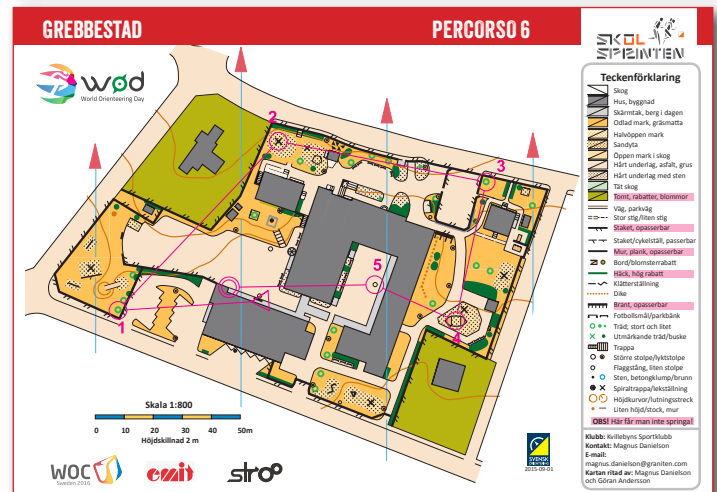 GREBBESTAD
PERCORSO 6
SKOL
SPRINTEN
wød
World Orienteering Day
2
3
5
1
4
Teckenförklaring
Skog
Hus, byggnad
Skärmtak, berg i dagen
Odlad mark, gräsmatta
Halvöppen mark
Sandyta
Öppen mark i skog
Hårt underlag, asfalt, grus
Hårt underlag med sten
Tät skog
Tomt, rabatter, blommor
Väg, parkväg
Stor stig/liten stig
Staket, opasserbar
Staket/cykelställ, passerbar
Mur, plank, opasserbar
Bord/blomsterrabatt
Häck, hög rabatt
Klätterställning
Dike
Brant, opasserbar
Fotbollsmål/parkbänk
Träd; stort och litet
Utmärkande träd/buske
Trappa
Större stolpe/lyktstolpe
Flaggstång, liten stolpe
Sten, betongklump/brunn
Spiraltrappa/lekställning
Höjdkurvor/lutningsstreck
Liten höjd/stock, mur
OBS! Här får man inte springa!
Klubb: Kvillebyns Sportklubb
Kontakt: Magnus Danielson
E-mail:
magnus.danielson@graniten.com
Kartan ritad av: Magnus Danielson
och Göran Andersson
Skala 1:800
0 10 20 30 40 50m
Höjdskillnad 2 m
WOC
Sweden 2016
emit
stroo
SVENSK
2015-09-01